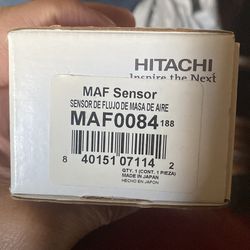 HITACHI
Inspire the Next
MAF Sensor
SENSOR DE FLUJO DE MASA DE AIRE
MAF0084 188
8 40151 07114 2
QTY. 1 (CONT. 1 PIEZA)
MADE IN JAPAN
HECHO EN JAPON